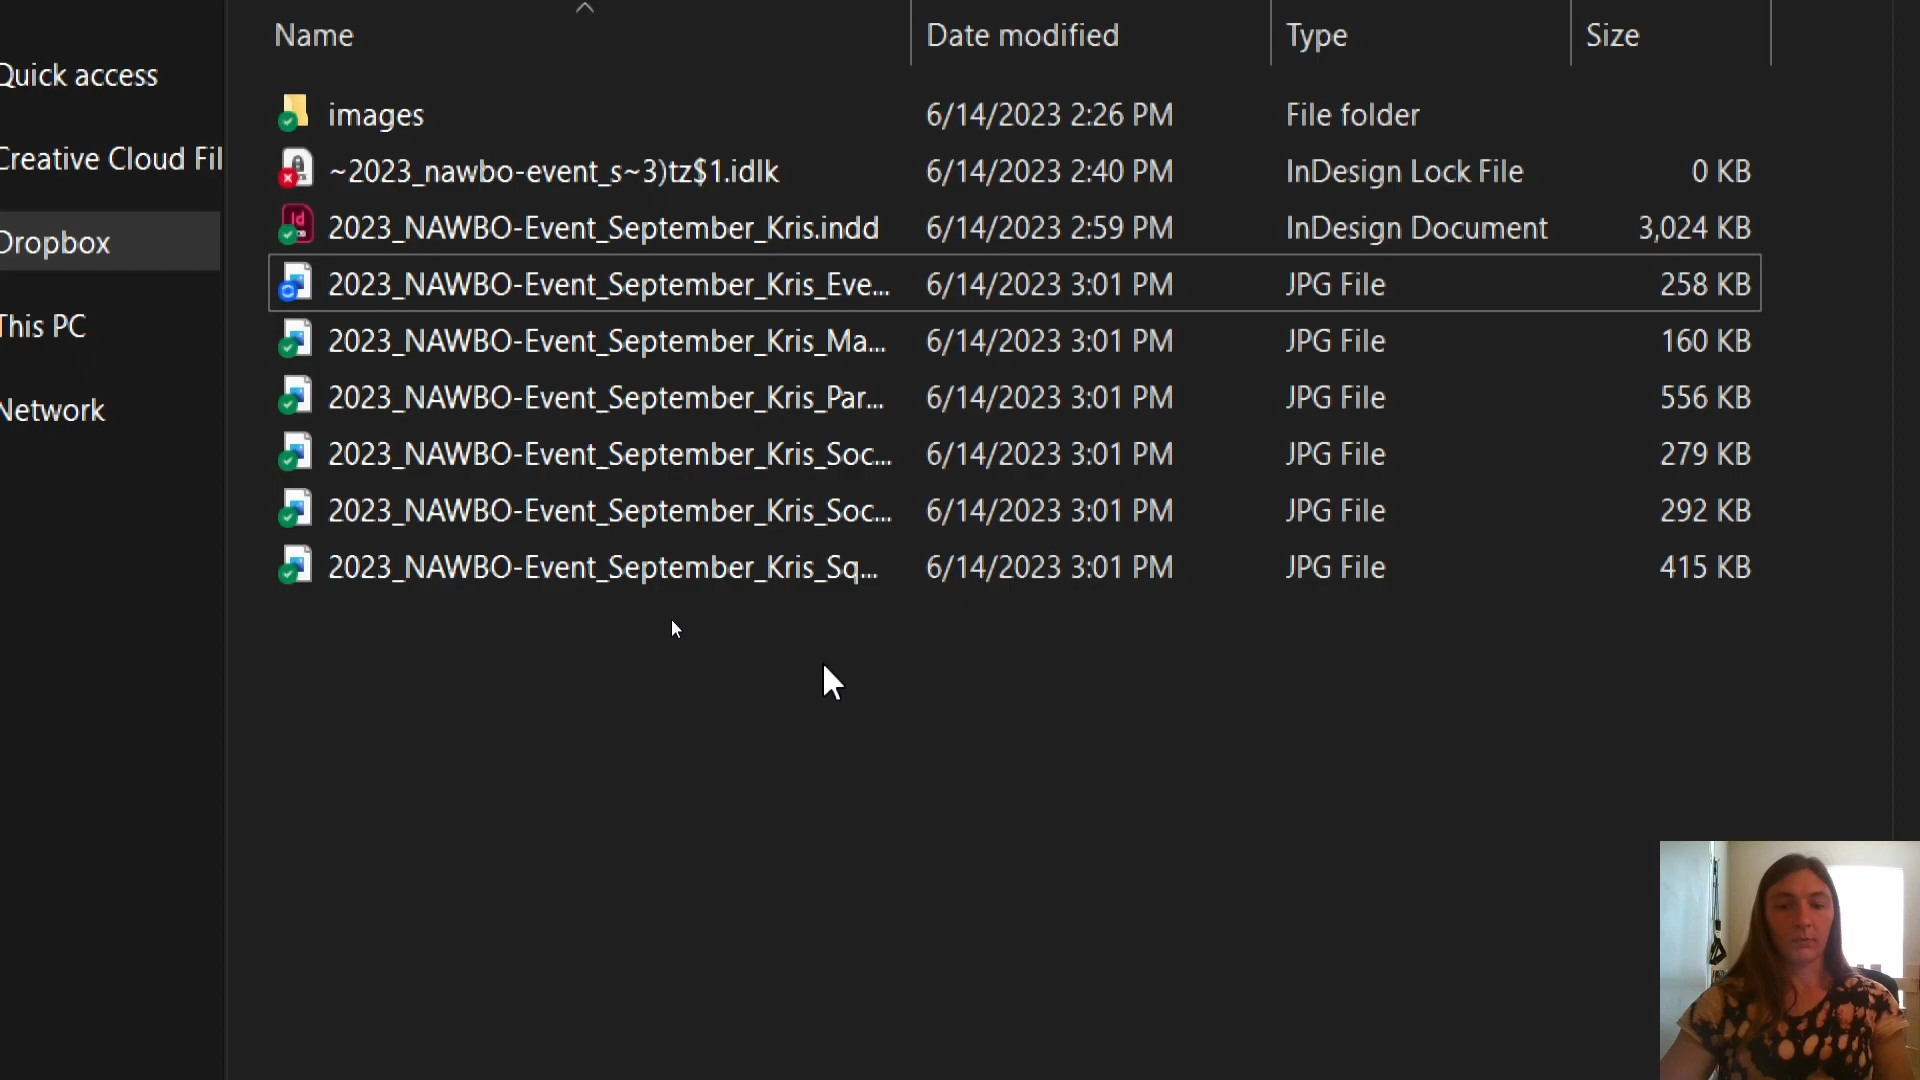 Name Date modified Type Size
Quick access
Creative Cloud Fil
Dropbox
This PC
Network
images 6/14/2023 2:26 PM File folder
~2023_nawbo-event_s~3)tz$1.idlk 6/14/2023 2:40 PM InDesign Lock File 0 KB
2023_NAWBO-Event_September_Kris.indd 6/14/2023 2:59 PM InDesign Document 3,024 KB
2023_NAWBO-Event_September_Kris_Eve... 6/14/2023 3:01 PM JPG File 258 KB
2023_NAWBO-Event_September_Kris_Ma... 6/14/2023 3:01 PM JPG File 160 KB
2023_NAWBO-Event_September_Kris_Par... 6/14/2023 3:01 PM JPG File 556 KB
2023_NAWBO-Event_September_Kris_Soc... 6/14/2023 3:01 PM JPG File 279 KB
2023_NAWBO-Event_September_Kris_Soc... 6/14/2023 3:01 PM JPG File 292 KB
2023_NAWBO-Event_September_Kris_Sq... 6/14/2023 3:01 PM JPG File 415 KB